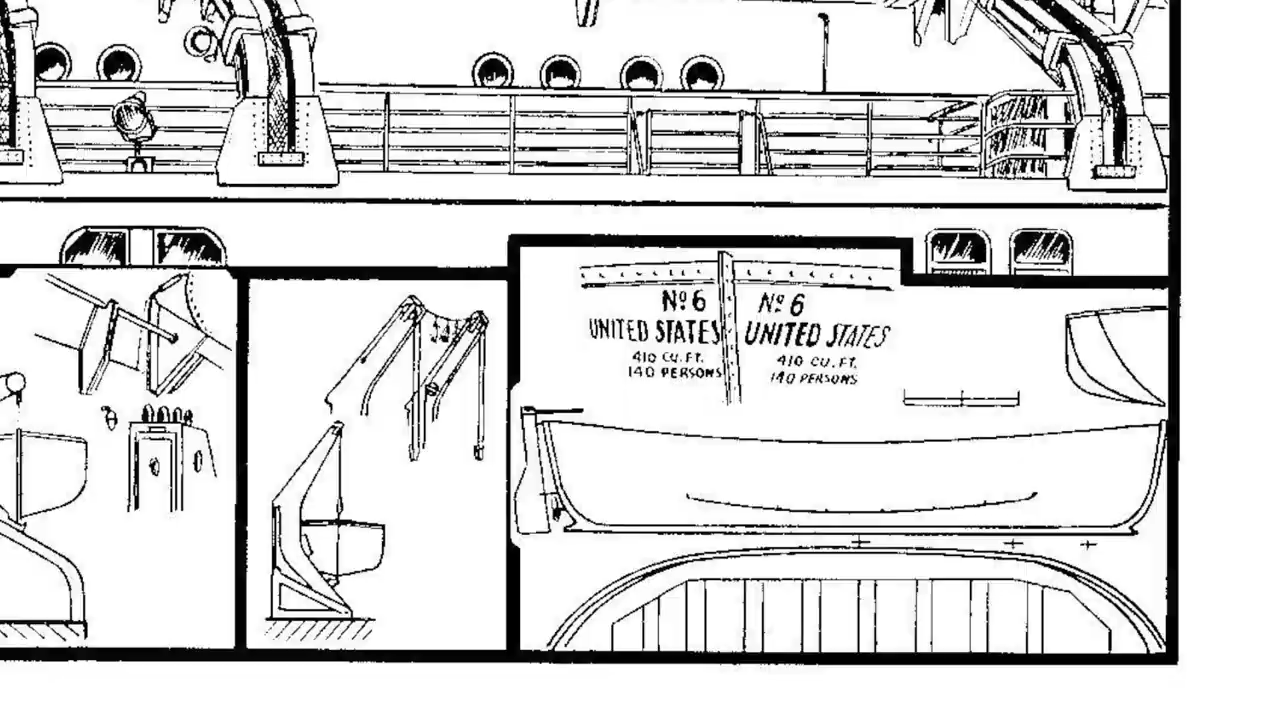 Nº 6
UNITED STATES
410 CU. FT.
140 PERSONS
Nº 6
UNITED STATES
410 CU. FT.
140 PERSONS